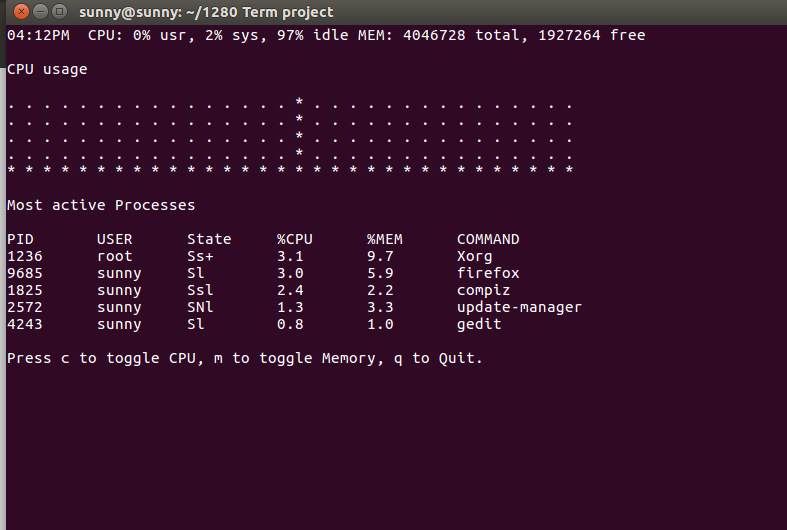 sunny@sunny: ~/1280 Term project
04:12PM  CPU: 0% usr, 2% sys, 97% idle MEM: 4046728 total, 1927264 free
CPU usage
. . . . . . . . . . . . . . . . * . . . . . . . . . . . . . . .
. . . . . . . . . . . . . . . . * . . . . . . . . . . . . . . .
. . . . . . . . . . . . . . . . * . . . . . . . . . . . . . . .
. . . . . . . . . . . . . . . . * . . . . . . . . . . . . . . .
* * * * * * * * * * * * * * * * * * * * * * * * * * * * * * * *
Most active Processes
PID       USER      State     %CPU      %MEM      COMMAND
1236      root      Ss+       3.1       9.7       Xorg
9685      sunny     Sl        3.0       5.9       firefox
1825      sunny     Ssl       2.4       2.2       compiz
2572      sunny     SNl       1.3       3.3       update-manager
4243      sunny     Sl        0.8       1.0       gedit
Press c to toggle CPU, m to toggle Memory, q to Quit.